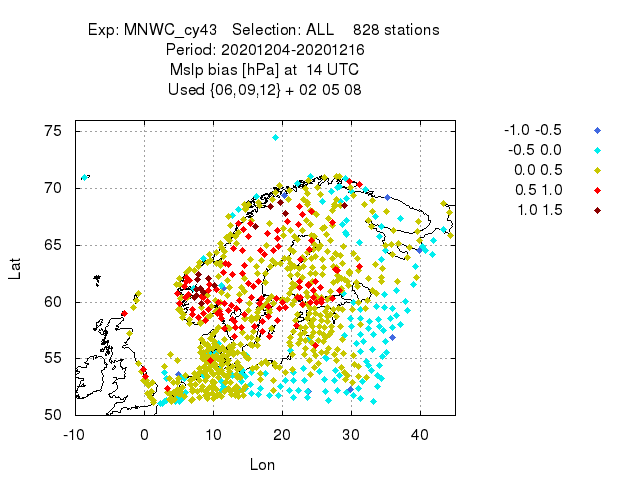 Exp: MNWC_cy43 Selection: ALL 828 stations
Period: 20201204-20201216
Mslp bias [hPa] at 14 UTC
Used {06,09,12} + 02 05 08
-1.0 -0.5
-0.5 0.0
0.0 0.5
0.5 1.0
1.0 1.5
75
70
65
60
55
50
Lat
-10 0 10 20 30 40
Lon